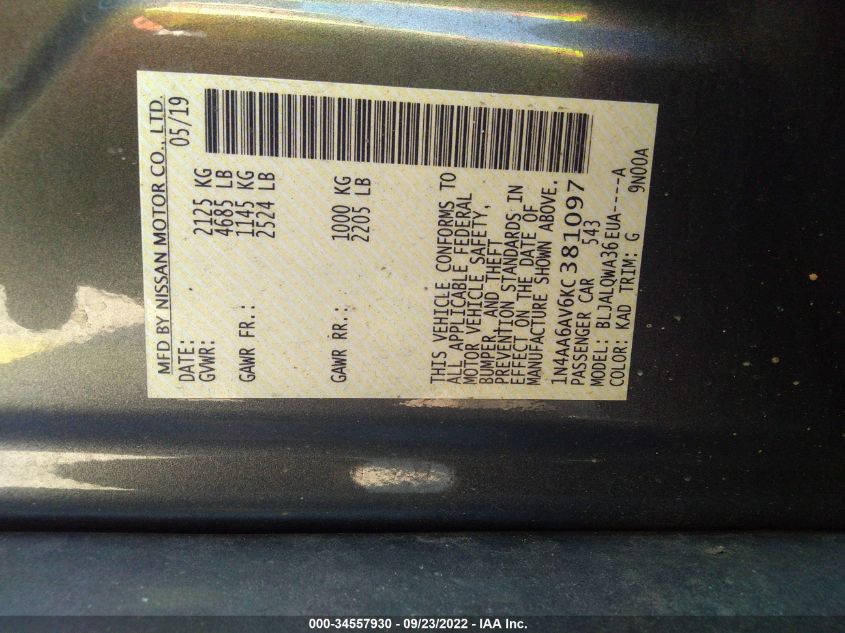 MFD BY NISSAN MOTOR CO., LTD.
DATE: 05/19
GVWR: 2125 KG
4685 LB
GAWR FR.: 1145 KG
2524 LB
GAWR RR.: 1000 KG
2205 LB
THIS VEHICLE CONFORMS TO
ALL APPLICABLE FEDERAL
MOTOR VEHICLE SAFETY,
BUMPER, AND THEFT
PREVENTION STANDARDS IN
EFFECT ON THE DATE OF
MANUFACTURE SHOWN ABOVE.
1N4AA6AV6KC381097
PASSENGER CAR 543
MODEL: BLJALQWA36EUA----A
COLOR: KAD TRIM: G 9N00A
000-34557930 - 09/23/2022 - IAA Inc.